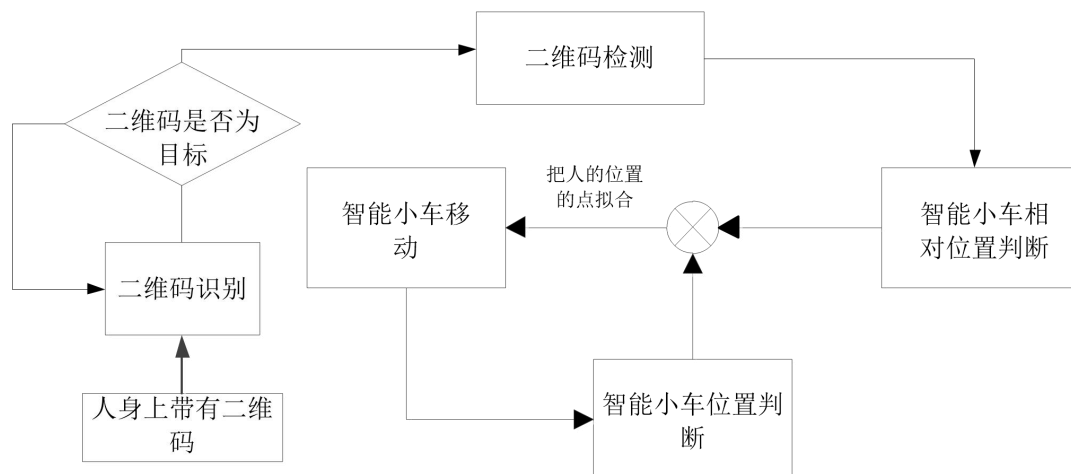 二维码检测
二维码是否为
目标
把人的位置
的点拟合
智能小车移
动
智能小车相
对位置判断
二维码识别
人身上带有二维
码
智能小车位置判
断